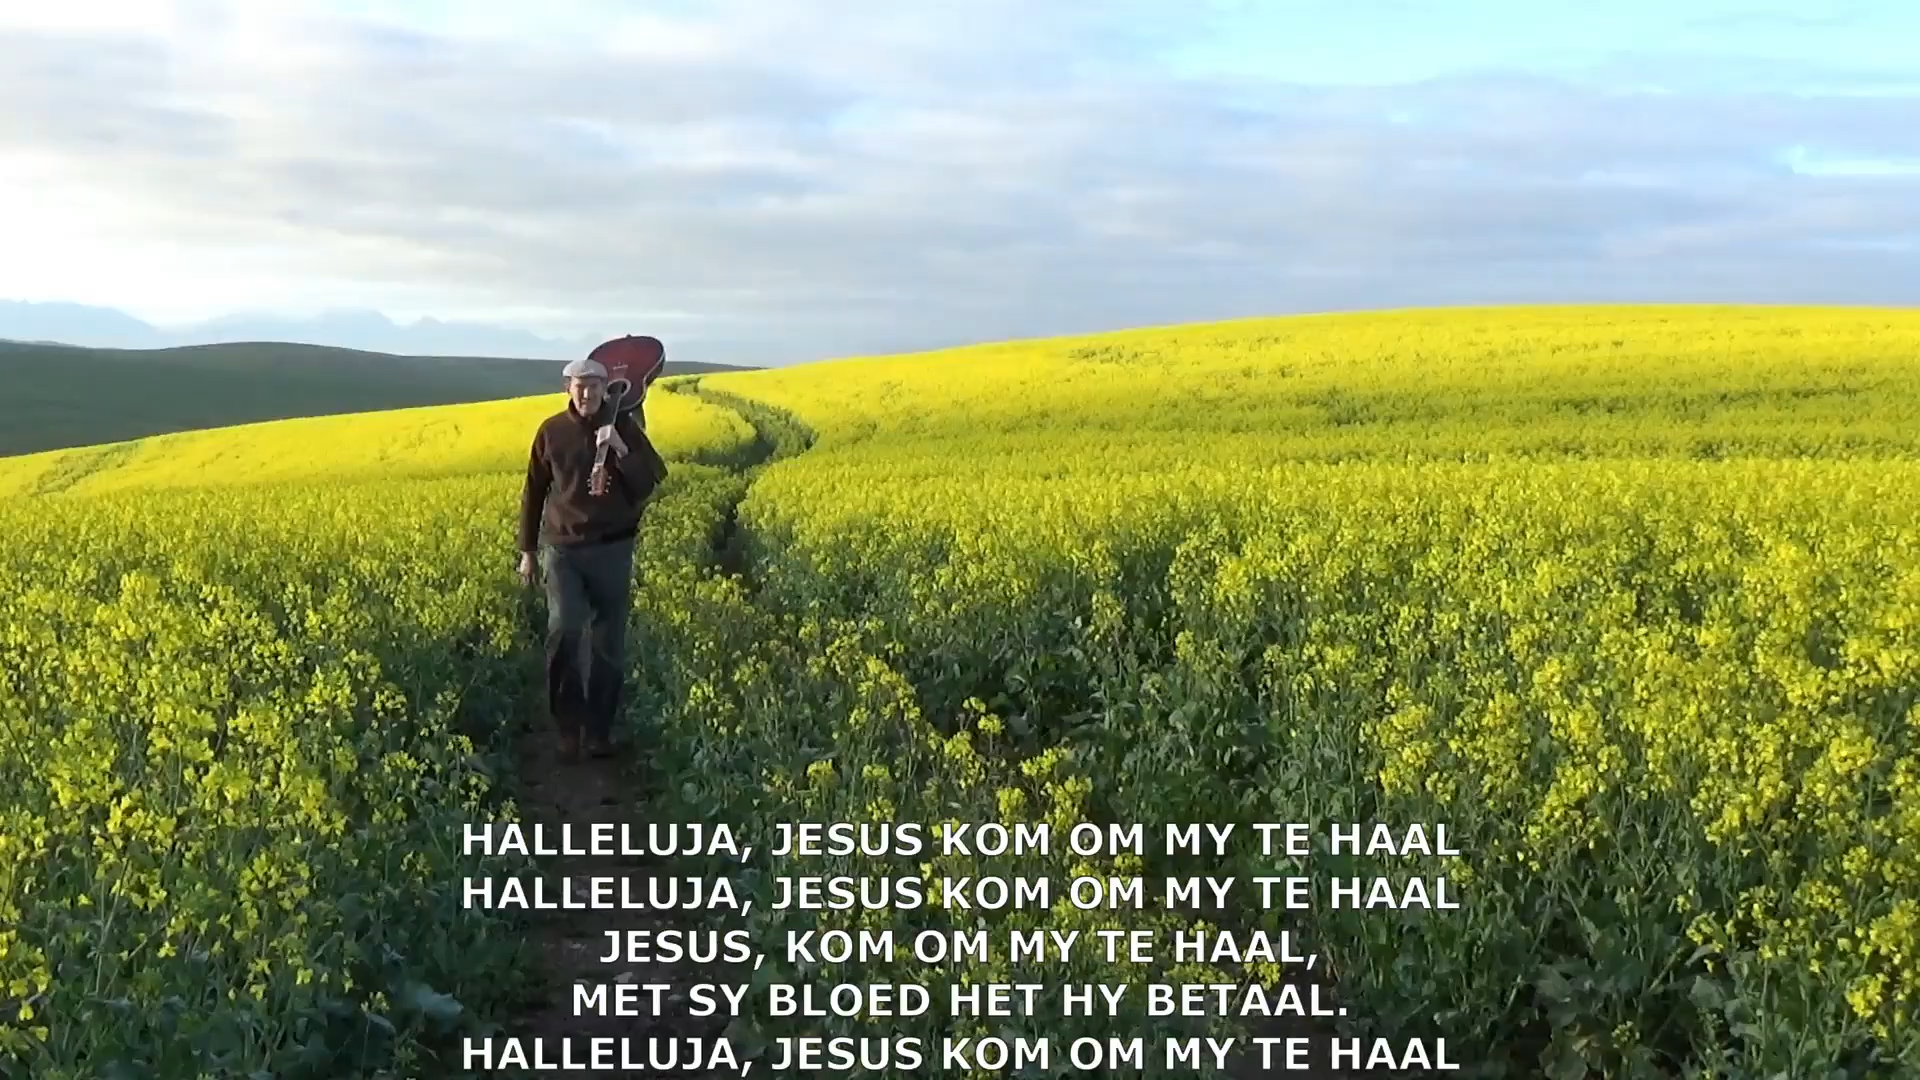 HALLELUJA, JESUS KOM OM MY TE HAAL
HALLELUJA, JESUS KOM OM MY TE HAAL
JESUS, KOM OM MY TE HAAL,
MET SY BLOED HET HY BETAAL.
HALLELUJA, JESUS KOM OM MY TE HAAL